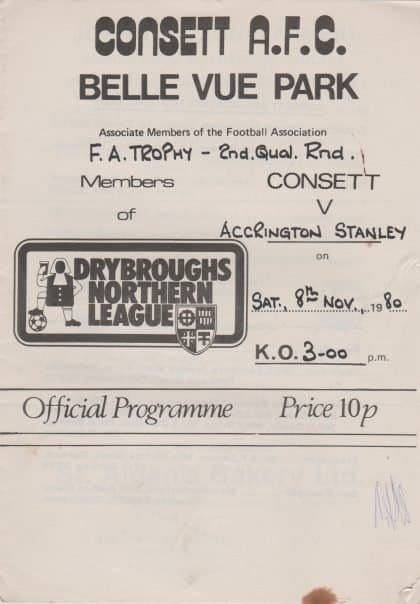 CONSETT A.F.C.
BELLE VUE PARK
Associate Members of the Football Association
F.A. TROPHY - 2nd. Qual. Rnd.
Members
of
DRYBROUGHS
NORTHERN
LEAGUE
CONSETT
V
ACCRINGTON STANLEY
on
SAT., 8TH NOV., 1980
K.O. 3-00 p.m.
Official Programme Price 10p